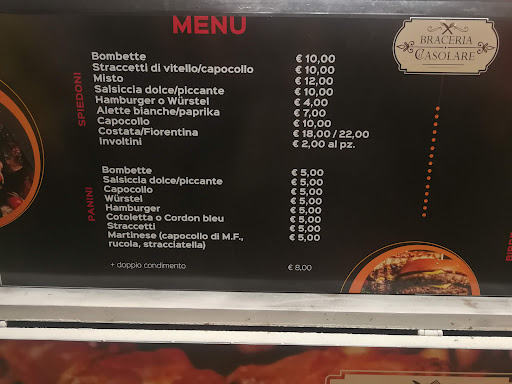 MENU
BRACERIA
CASOLARE
SPIEDONI
Bombette € 10,00
Straccetti di vitello/capocollo € 10,00
Misto € 12,00
Salsiccia dolce/piccante € 10,00
Hamburger o Würstel € 4,00
Alette bianche/paprika € 7,00
Capocollo € 10,00
Costata/Fiorentina € 18,00 / 22,00
Involtini € 2,00 al pz.
PANINI
Bombette € 5,00
Salsiccia dolce/piccante € 5,00
Capocollo € 5,00
Würstel € 5,00
Hamburger € 5,00
Cotoletta o Cordon bleu € 5,00
Straccetti € 5,00
Martinese (capocollo di M.F., € 5,00
rucola, stracciatella)
+ doppio condimento € 8,00